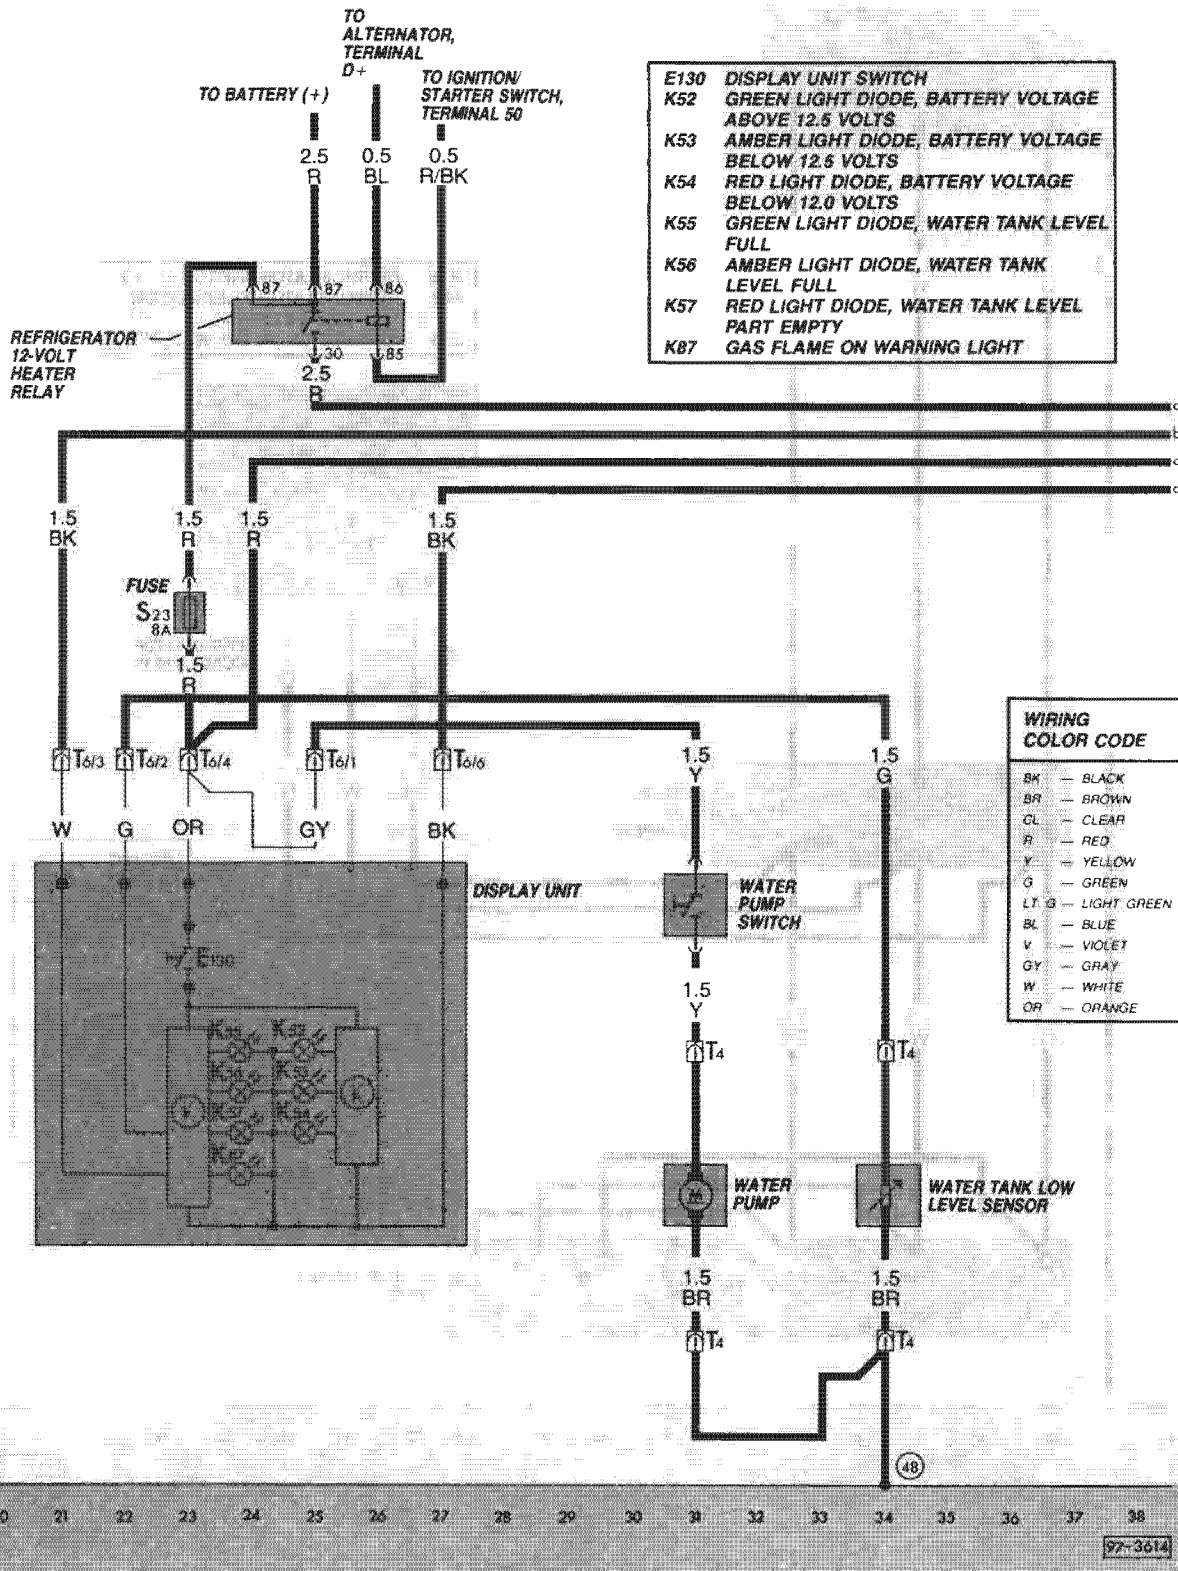 TO
ALTERNATOR,
TERMINAL
D+
TO BATTERY (+)
TO IGNITION/
STARTER SWITCH,
TERMINAL 50
2.5
R
0.5
BL
0.5
R/BK
E130 DISPLAY UNIT SWITCH
K52 GREEN LIGHT DIODE, BATTERY VOLTAGE
ABOVE 12.5 VOLTS
K53 AMBER LIGHT DIODE, BATTERY VOLTAGE
BELOW 12.5 VOLTS
K54 RED LIGHT DIODE, BATTERY VOLTAGE
BELOW 12.0 VOLTS
K55 GREEN LIGHT DIODE, WATER TANK LEVEL
FULL
K56 AMBER LIGHT DIODE, WATER TANK
LEVEL FULL
K57 RED LIGHT DIODE, WATER TANK LEVEL
PART EMPTY
K87 GAS FLAME ON WARNING LIGHT
87 87 86
REFRIGERATOR
12-VOLT
HEATER
RELAY
30 85
2.5
R
1.5
BK
1.5
R
1.5
R
1.5
BK
FUSE
S23
8A
1.5
R
T6/3 T6/2 T6/4 T6/1 T6/6
1.5
Y
1.5
G
WIRING
COLOR CODE
BK — BLACK
BR — BROWN
CL — CLEAR
R — RED
Y — YELLOW
G — GREEN
LT G — LIGHT GREEN
BL — BLUE
V — VIOLET
GY — GRAY
W — WHITE
OR — ORANGE
W G OR GY BK
DISPLAY UNIT
WATER
PUMP
SWITCH
E130
1.5
Y
T4 T4
K K
WATER
PUMP
M
WATER TANK LOW
LEVEL SENSOR
1.5
BR
1.5
BR
T4 T4
48
21 22 23 24 25 26 27 28 29 30 31 32 33 34 35 36 37 38
97-3614